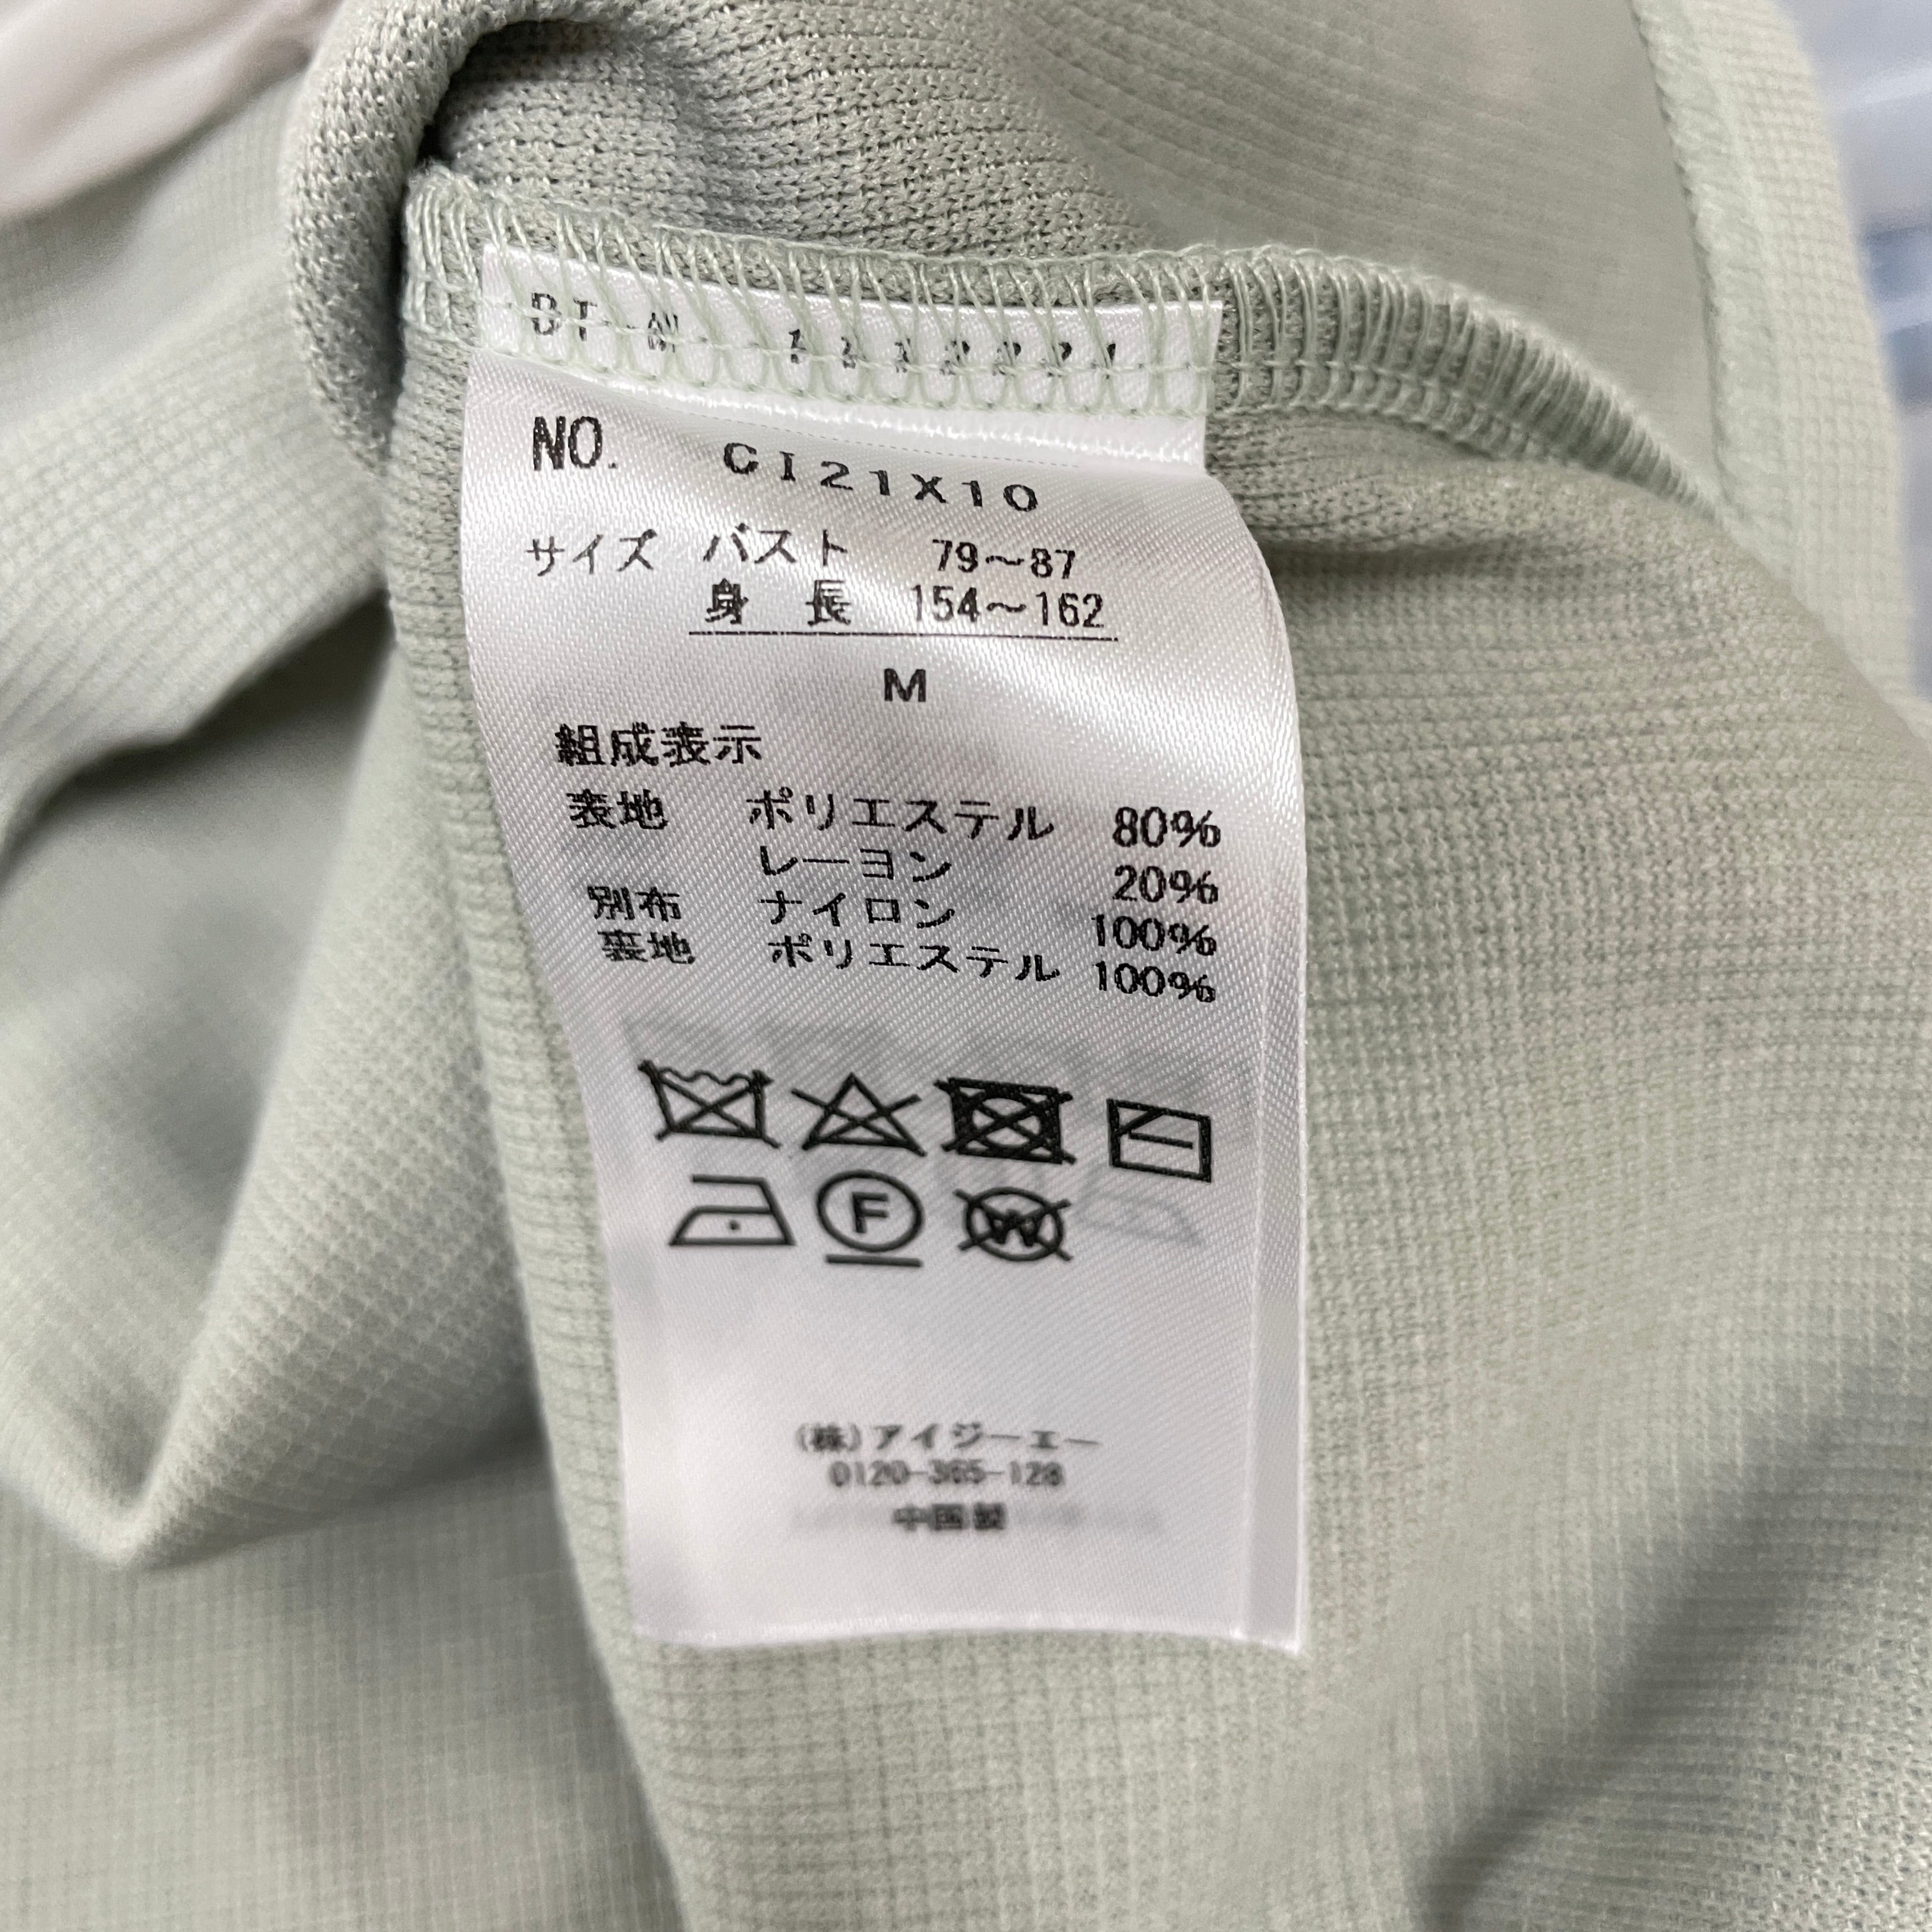 NO. CI21X10
サイズ バスト 79～87
身 長 154～162
M
組成表示
表地 ポリエステル 80%
レーヨン 20%
別布 ナイロン 100%
裏地 ポリエステル 100%
F
W
(株)アイジーエー
0120-365-128
中国製